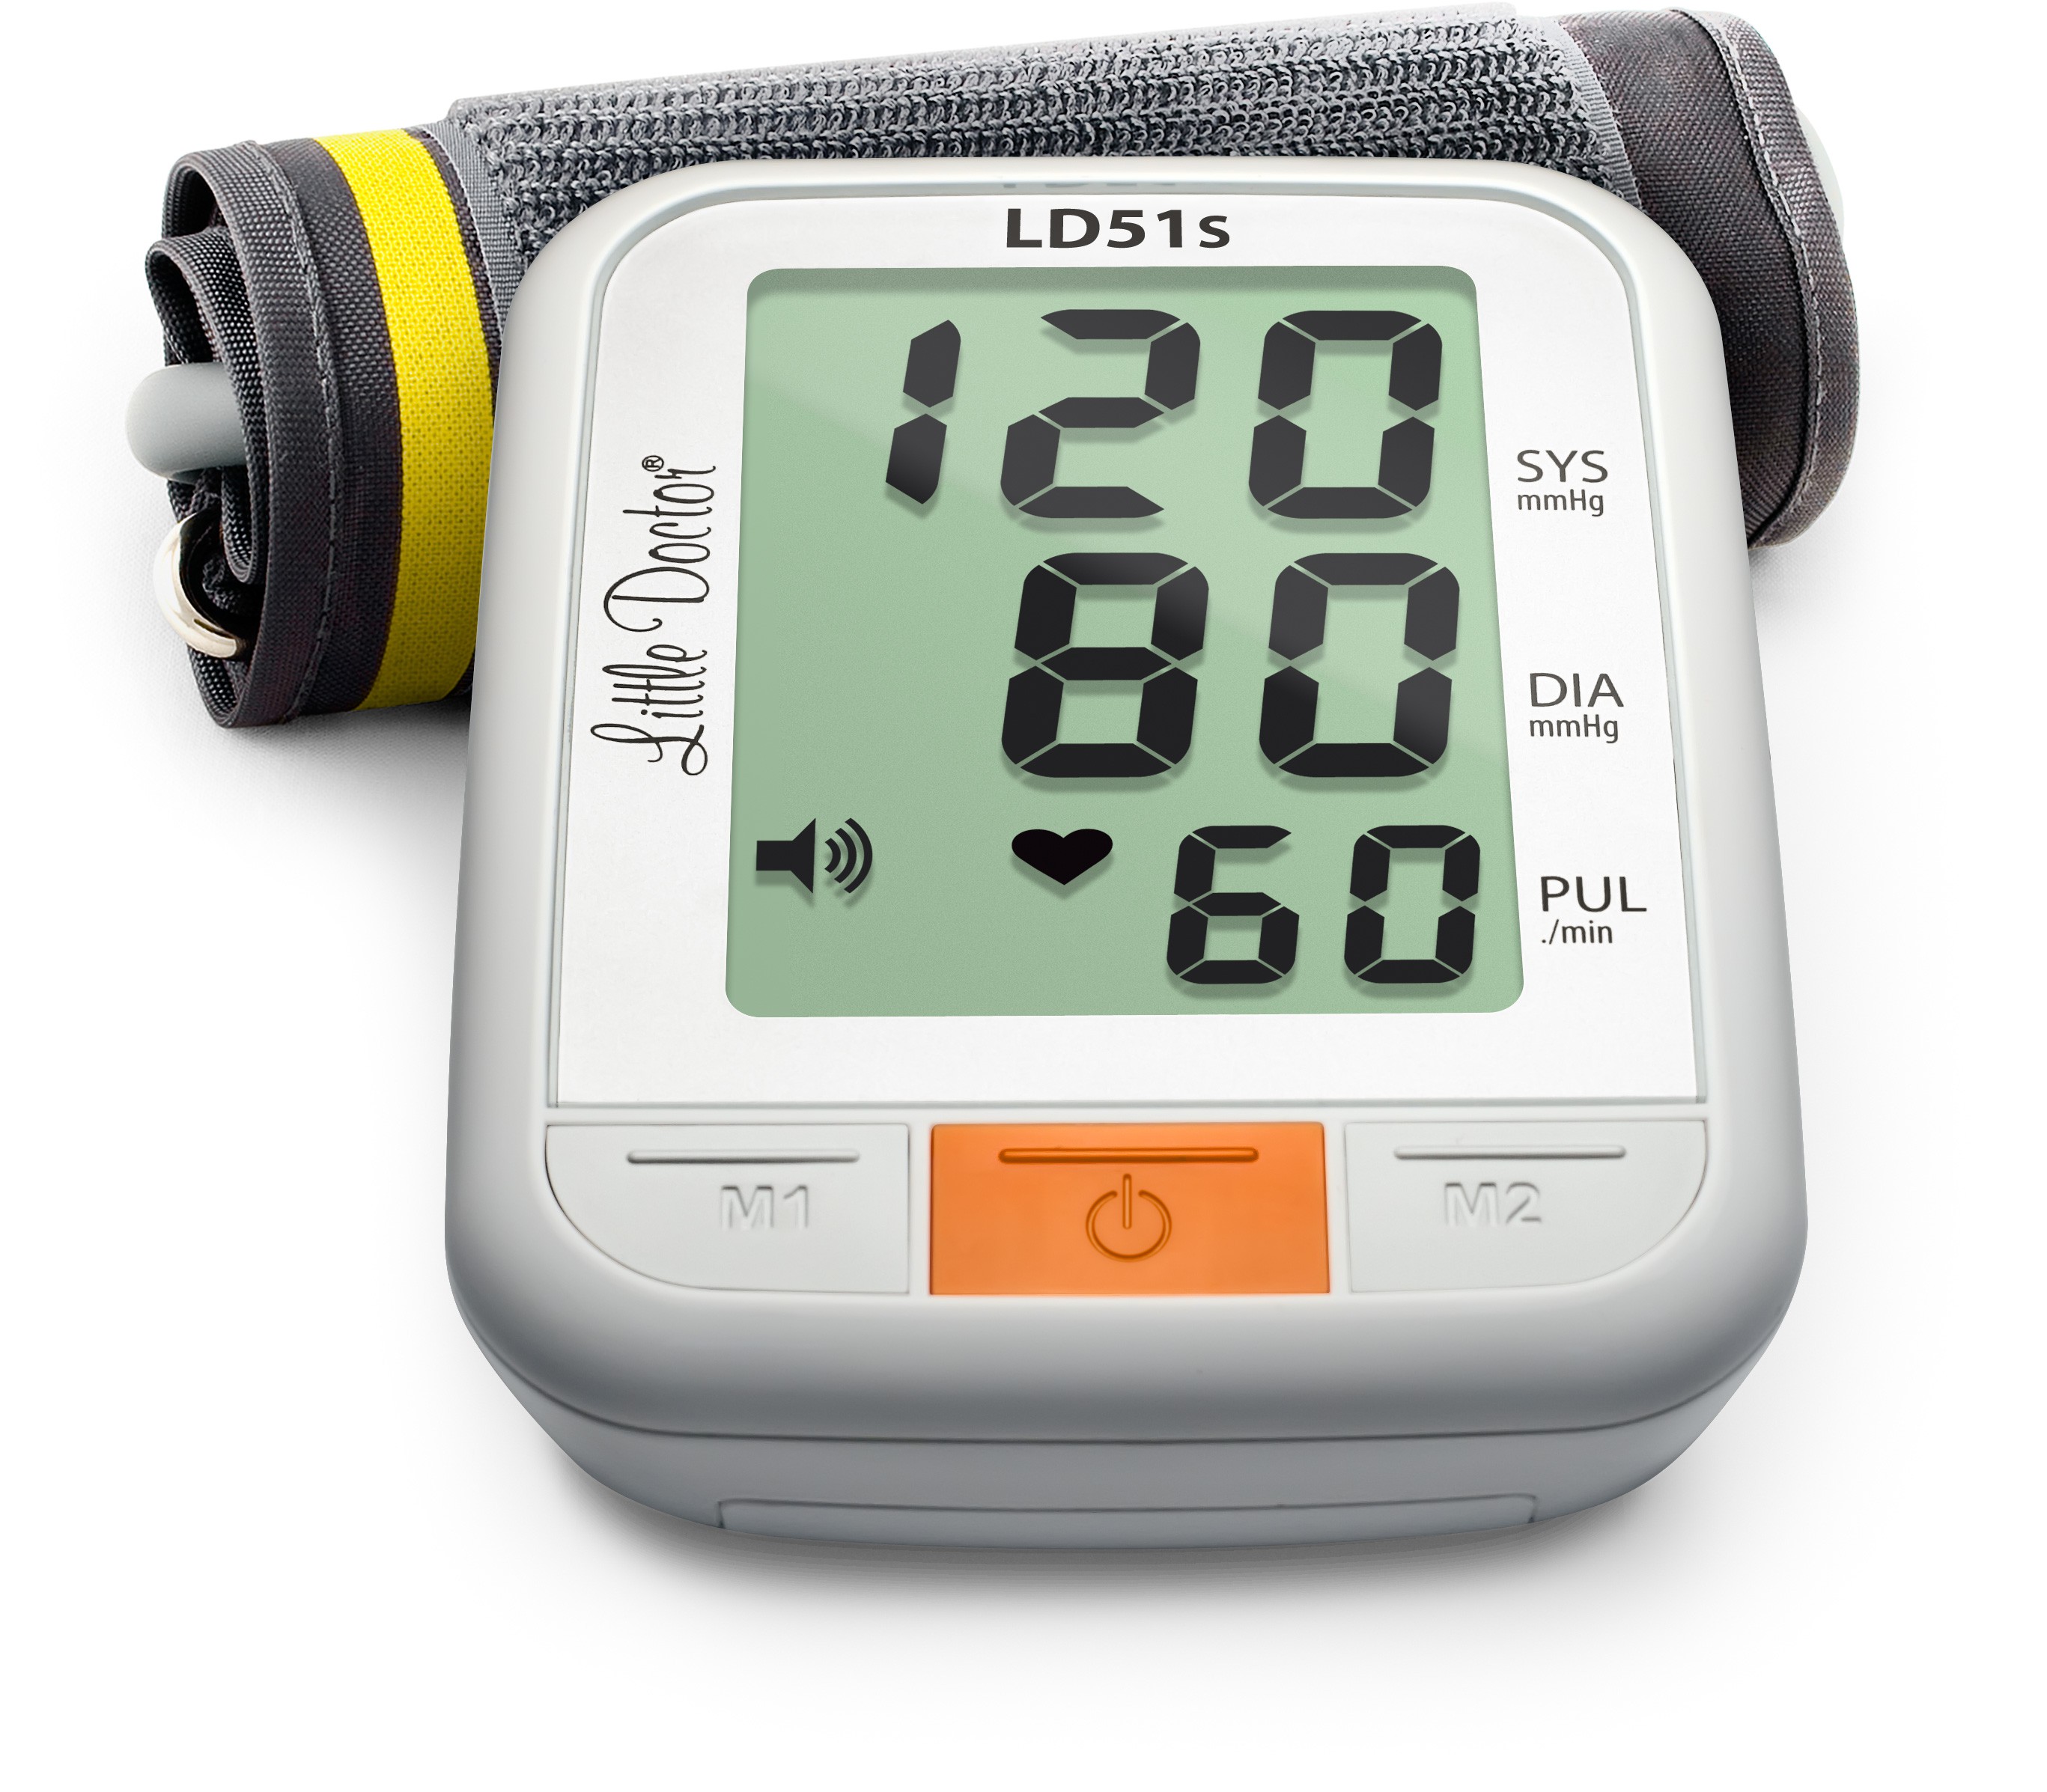 LD51s
Little Doctor®
120
SYS
mmHg
80
DIA
mmHg
60
PUL
./min
M1
M2